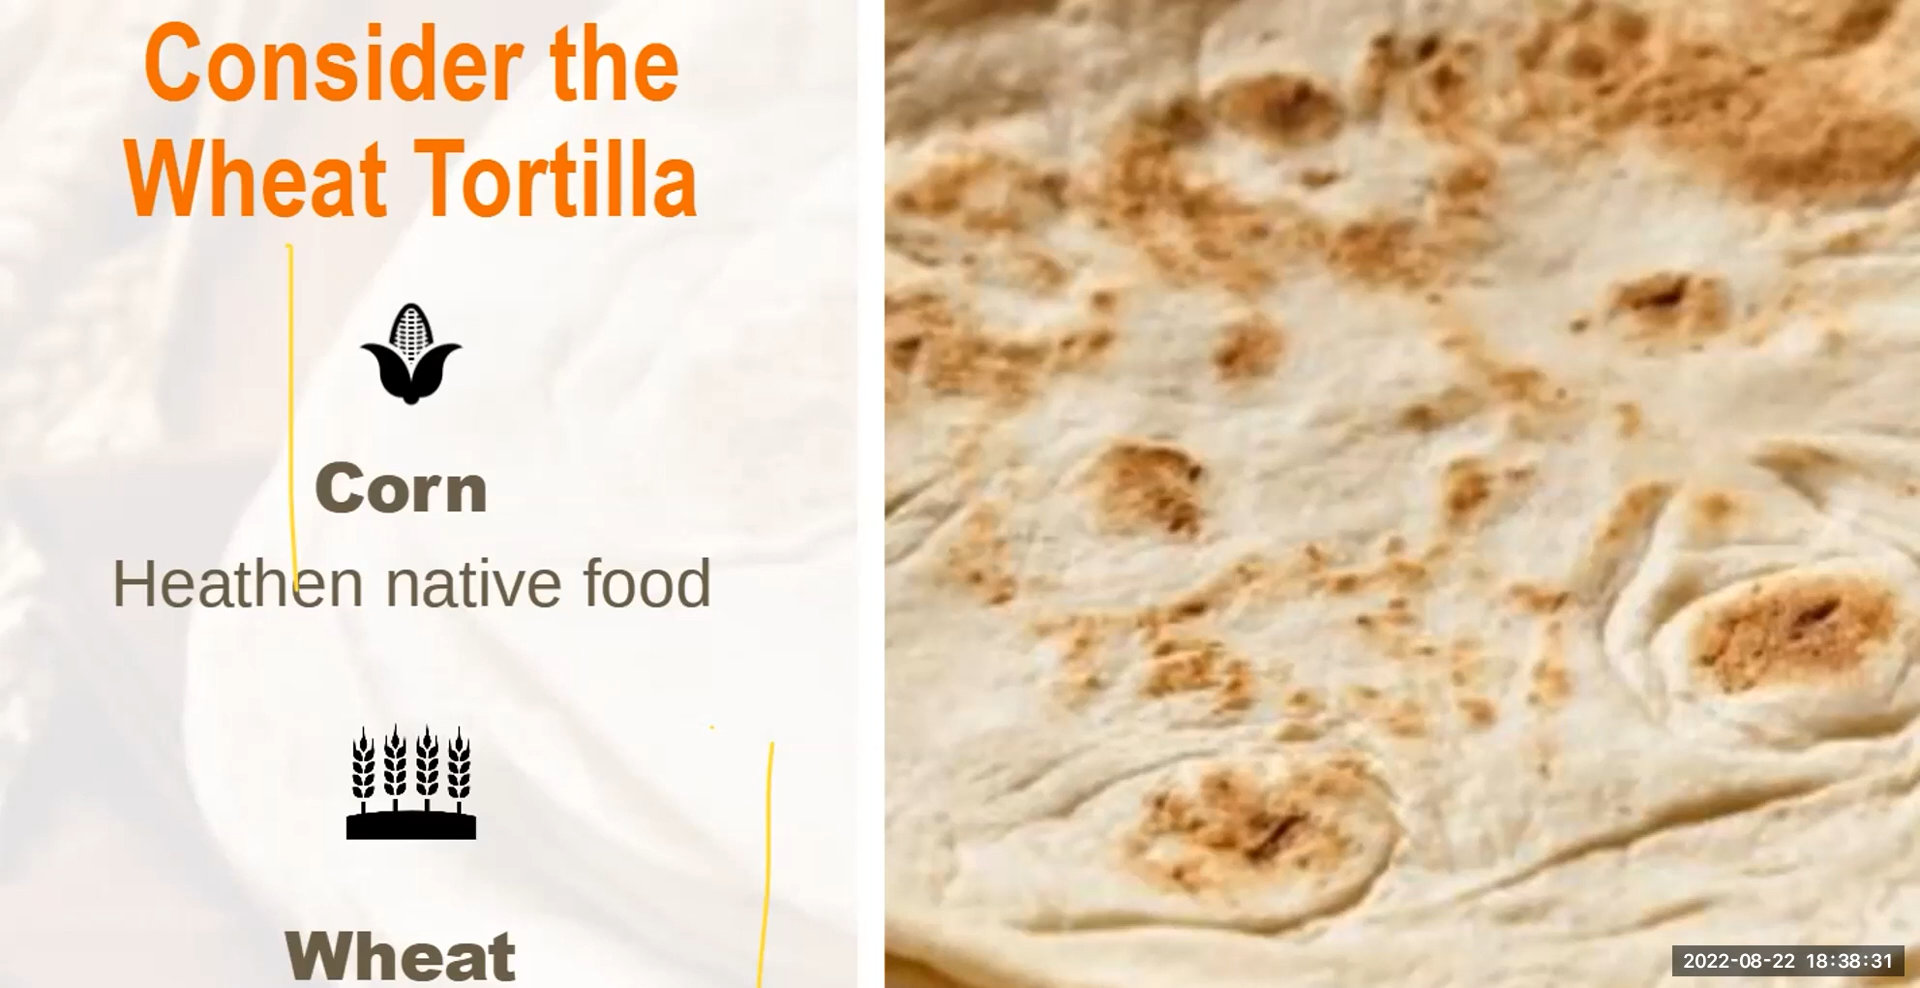 Consider the
Wheat Tortilla
Corn
Heathen native food
Wheat
2022-08-22 18:38:31